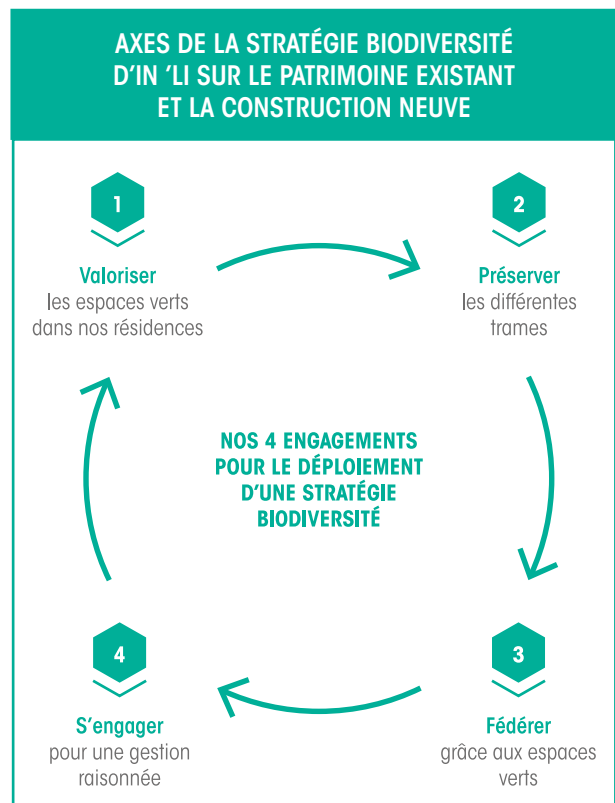 AXES DE LA STRATÉGIE BIODIVERSITÉ
D'IN 'LI SUR LE PATRIMOINE EXISTANT
ET LA CONSTRUCTION NEUVE
1
Valoriser
les espaces verts
dans nos résidences
2
Préserver
les différentes
trames
NOS 4 ENGAGEMENTS
POUR LE DÉPLOIEMENT
D'UNE STRATÉGIE
BIODIVERSITÉ
3
Fédérer
grâce aux espaces
verts
4
S'engager
pour une gestion
raisonnée